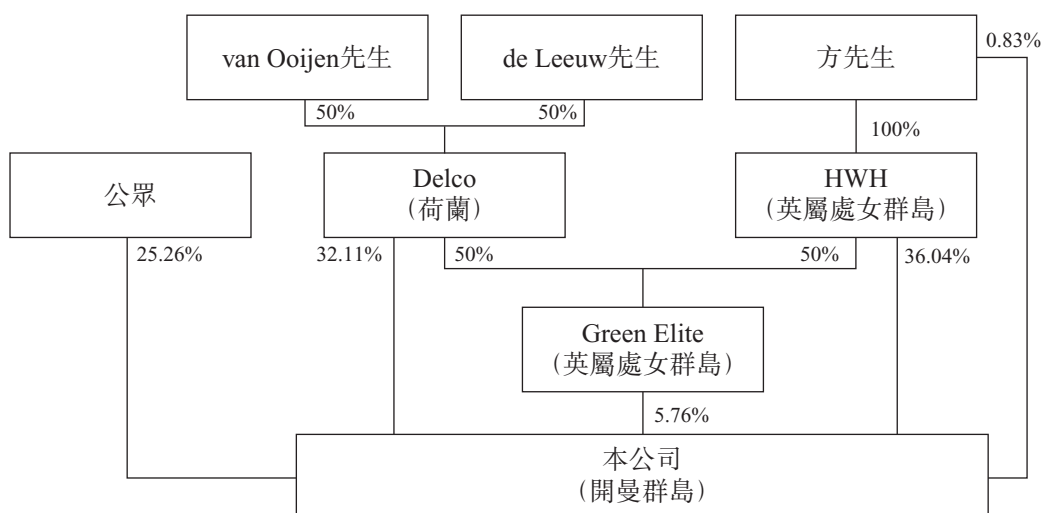 van Ooijen先生
de Leeuw先生
方先生
0.83%
50%
50%
100%
公眾
Delco
(荷蘭)
HWH
(英屬處女群島)
25.26%
32.11%
50%
50%
36.04%
Green Elite
(英屬處女群島)
5.76%
本公司
(開曼群島)